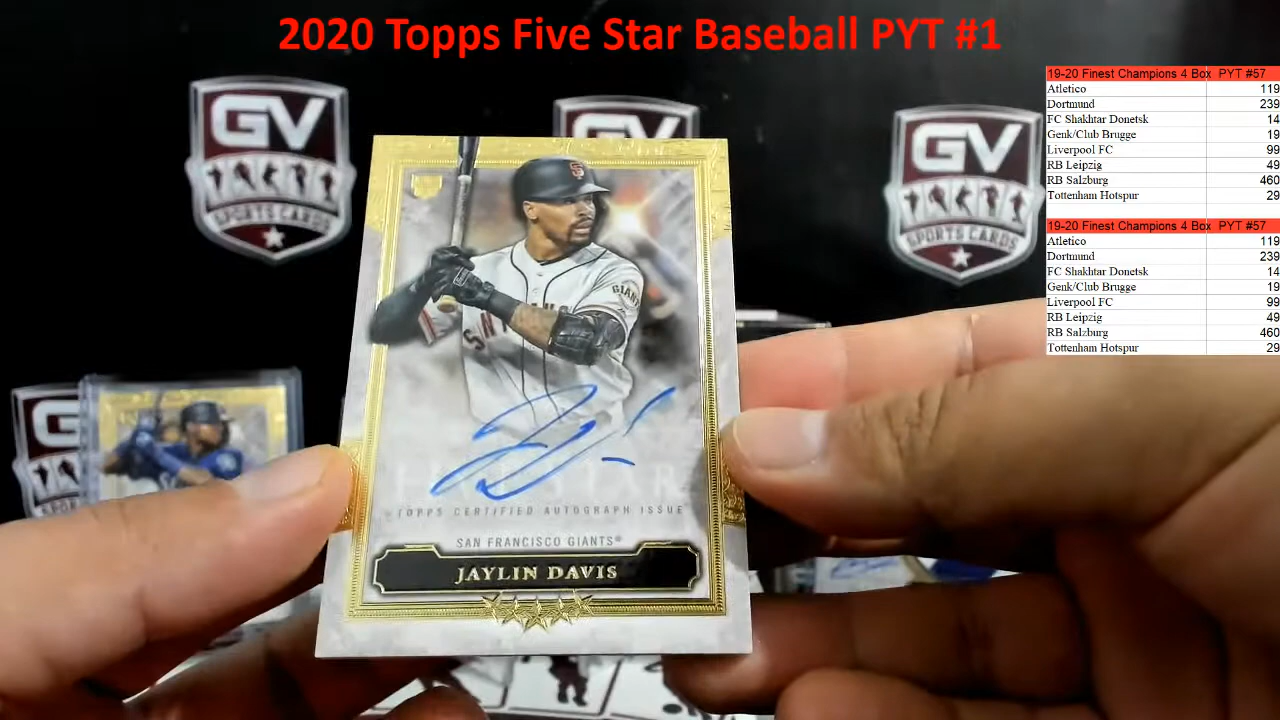 2020 Topps Five Star Baseball PYT #1
19-20 Finest Champions 4 Box PYT #57
Atletico 119
Dortmund 239
FC Shakhtar Donetsk 14
Genk/Club Brugge 19
Liverpool FC 99
RB Leipzig 49
RB Salzburg 460
Tottenham Hotspur 29
19-20 Finest Champions 4 Box PYT #57
Atletico 119
Dortmund 239
FC Shakhtar Donetsk 14
Genk/Club Brugge 19
Liverpool FC 99
RB Leipzig 49
RB Salzburg 460
Tottenham Hotspur 29
GV
SPORTS CARDS
GV
GV
SPORTS CARDS
GIANTS
TOPPS CERTIFIED AUTOGRAPH ISSUE
SAN FRANCISCO GIANTS®
JAYLIN DAVIS